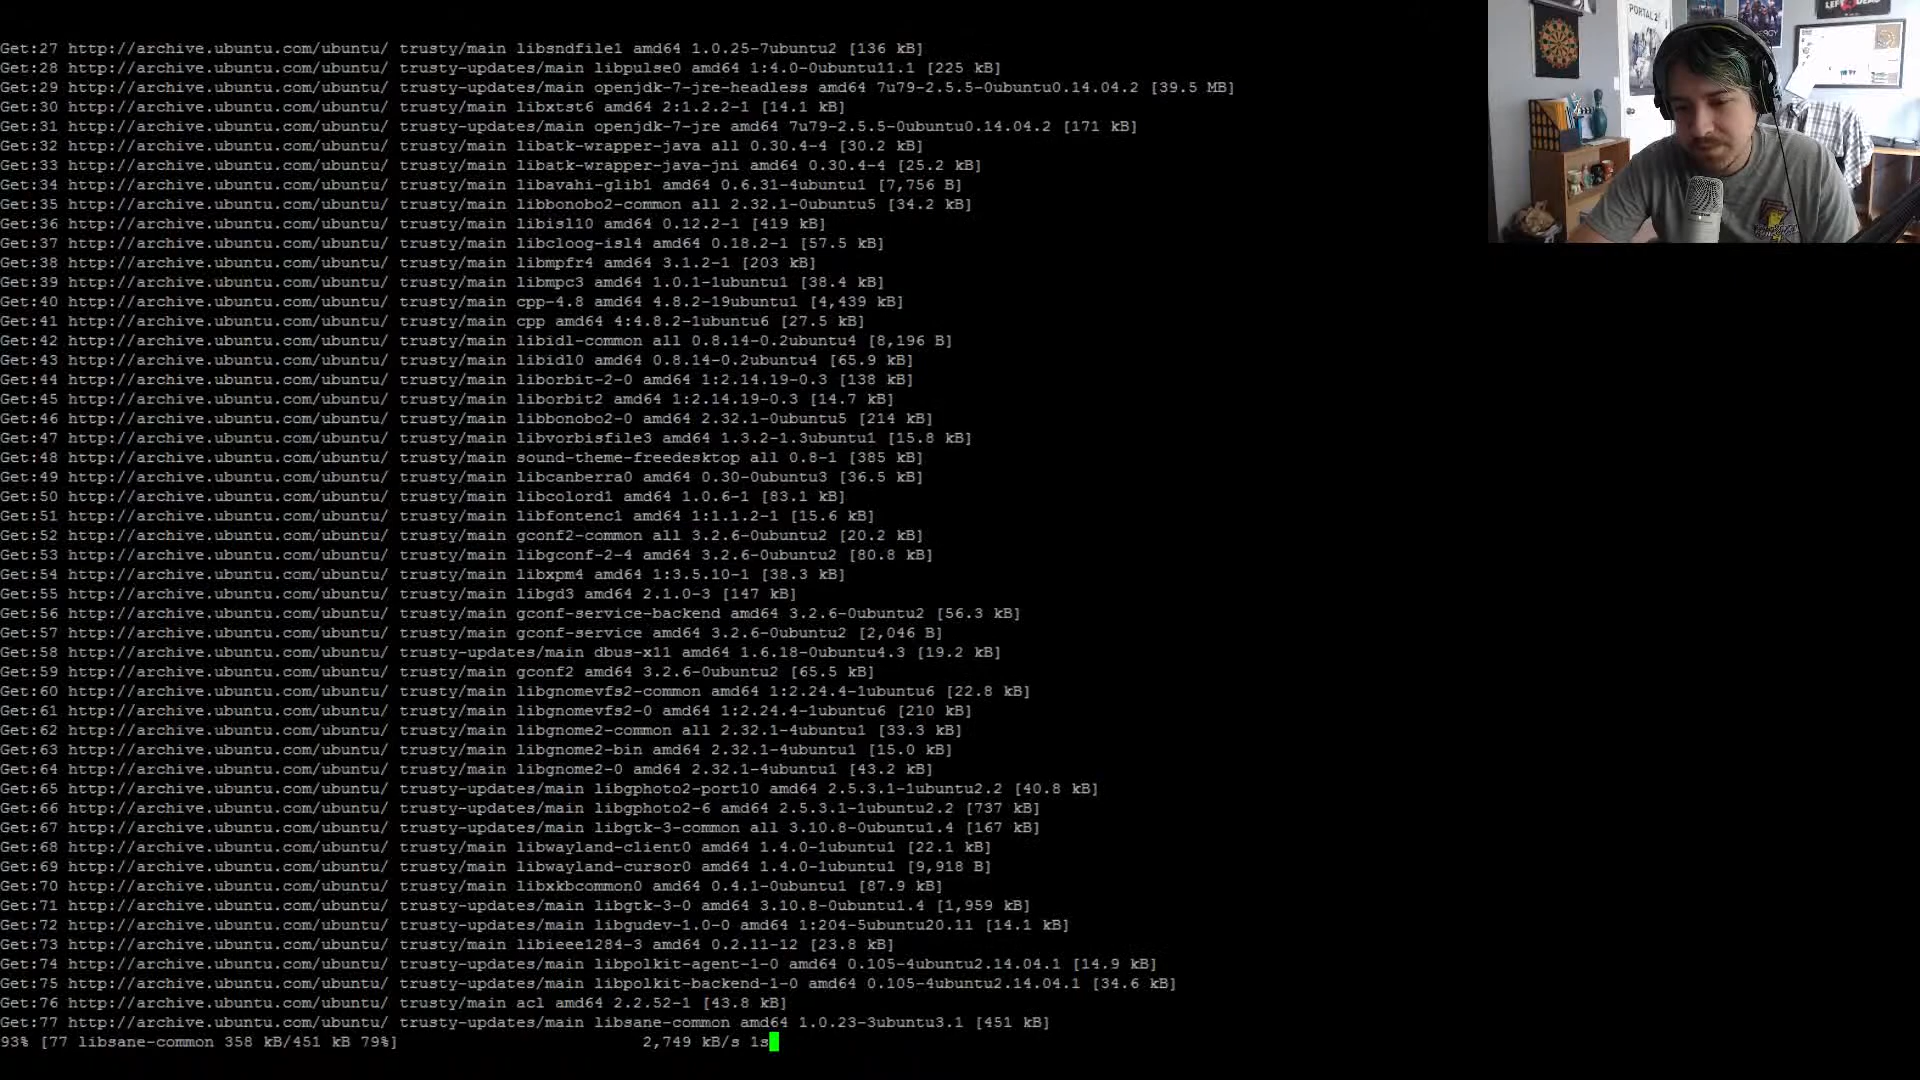 Get:27 http://archive.ubuntu.com/ubuntu/ trusty/main libsndfile1 amd64 1.0.25-7ubuntu2 [136 kB]
Get:28 http://archive.ubuntu.com/ubuntu/ trusty-updates/main libpulse0 amd64 1:4.0-0ubuntu11.1 [225 kB]
Get:29 http://archive.ubuntu.com/ubuntu/ trusty-updates/main openjdk-7-jre-headless amd64 7u79-2.5.5-0ubuntu0.14.04.2 [39.5 MB]
Get:30 http://archive.ubuntu.com/ubuntu/ trusty/main libxtst6 amd64 2:1.2.2-1 [14.1 kB]
Get:31 http://archive.ubuntu.com/ubuntu/ trusty-updates/main openjdk-7-jre amd64 7u79-2.5.5-0ubuntu0.14.04.2 [171 kB]
Get:32 http://archive.ubuntu.com/ubuntu/ trusty/main libatk-wrapper-java all 0.30.4-4 [30.2 kB]
Get:33 http://archive.ubuntu.com/ubuntu/ trusty/main libatk-wrapper-java-jni amd64 0.30.4-4 [25.2 kB]
Get:34 http://archive.ubuntu.com/ubuntu/ trusty/main libavahi-glib1 amd64 0.6.31-4ubuntu1 [7,756 B]
Get:35 http://archive.ubuntu.com/ubuntu/ trusty/main libbonobo2-common all 2.32.1-0ubuntu5 [34.2 kB]
Get:36 http://archive.ubuntu.com/ubuntu/ trusty/main libisl10 amd64 0.12.2-1 [419 kB]
Get:37 http://archive.ubuntu.com/ubuntu/ trusty/main libcloog-isl4 amd64 0.18.2-1 [57.5 kB]
Get:38 http://archive.ubuntu.com/ubuntu/ trusty/main libmpfr4 amd64 3.1.2-1 [203 kB]
Get:39 http://archive.ubuntu.com/ubuntu/ trusty/main libmpc3 amd64 1.0.1-1ubuntu1 [38.4 kB]
Get:40 http://archive.ubuntu.com/ubuntu/ trusty/main cpp-4.8 amd64 4.8.2-19ubuntu1 [4,439 kB]
Get:41 http://archive.ubuntu.com/ubuntu/ trusty/main cpp amd64 4:4.8.2-1ubuntu6 [27.5 kB]
Get:42 http://archive.ubuntu.com/ubuntu/ trusty/main libidl-common all 0.8.14-0.2ubuntu4 [8,196 B]
Get:43 http://archive.ubuntu.com/ubuntu/ trusty/main libidl0 amd64 0.8.14-0.2ubuntu4 [65.9 kB]
Get:44 http://archive.ubuntu.com/ubuntu/ trusty/main liborbit-2-0 amd64 1:2.14.19-0.3 [138 kB]
Get:45 http://archive.ubuntu.com/ubuntu/ trusty/main liborbit2 amd64 1:2.14.19-0.3 [14.7 kB]
Get:46 http://archive.ubuntu.com/ubuntu/ trusty/main libbonobo2-0 amd64 2.32.1-0ubuntu5 [214 kB]
Get:47 http://archive.ubuntu.com/ubuntu/ trusty/main libvorbisfile3 amd64 1.3.2-1.3ubuntu1 [15.8 kB]
Get:48 http://archive.ubuntu.com/ubuntu/ trusty/main sound-theme-freedesktop all 0.8-1 [385 kB]
Get:49 http://archive.ubuntu.com/ubuntu/ trusty/main libcanberra0 amd64 0.30-0ubuntu3 [36.5 kB]
Get:50 http://archive.ubuntu.com/ubuntu/ trusty/main libcolord1 amd64 1.0.6-1 [83.1 kB]
Get:51 http://archive.ubuntu.com/ubuntu/ trusty/main libfontenc1 amd64 1:1.1.2-1 [15.6 kB]
Get:52 http://archive.ubuntu.com/ubuntu/ trusty/main gconf2-common all 3.2.6-0ubuntu2 [20.2 kB]
Get:53 http://archive.ubuntu.com/ubuntu/ trusty/main libgconf-2-4 amd64 3.2.6-0ubuntu2 [80.8 kB]
Get:54 http://archive.ubuntu.com/ubuntu/ trusty/main libxpm4 amd64 1:3.5.10-1 [38.3 kB]
Get:55 http://archive.ubuntu.com/ubuntu/ trusty/main libgd3 amd64 2.1.0-3 [147 kB]
Get:56 http://archive.ubuntu.com/ubuntu/ trusty/main gconf-service-backend amd64 3.2.6-0ubuntu2 [56.3 kB]
Get:57 http://archive.ubuntu.com/ubuntu/ trusty/main gconf-service amd64 3.2.6-0ubuntu2 [2,046 B]
Get:58 http://archive.ubuntu.com/ubuntu/ trusty-updates/main dbus-x11 amd64 1.6.18-0ubuntu4.3 [19.2 kB]
Get:59 http://archive.ubuntu.com/ubuntu/ trusty/main gconf2 amd64 3.2.6-0ubuntu2 [65.5 kB]
Get:60 http://archive.ubuntu.com/ubuntu/ trusty/main libgnomevfs2-common amd64 1:2.24.4-1ubuntu6 [22.8 kB]
Get:61 http://archive.ubuntu.com/ubuntu/ trusty/main libgnomevfs2-0 amd64 1:2.24.4-1ubuntu6 [210 kB]
Get:62 http://archive.ubuntu.com/ubuntu/ trusty/main libgnome2-common all 2.32.1-4ubuntu1 [33.3 kB]
Get:63 http://archive.ubuntu.com/ubuntu/ trusty/main libgnome2-bin amd64 2.32.1-4ubuntu1 [15.0 kB]
Get:64 http://archive.ubuntu.com/ubuntu/ trusty/main libgnome2-0 amd64 2.32.1-4ubuntu1 [43.2 kB]
Get:65 http://archive.ubuntu.com/ubuntu/ trusty-updates/main libgphoto2-port10 amd64 2.5.3.1-1ubuntu2.2 [40.8 kB]
Get:66 http://archive.ubuntu.com/ubuntu/ trusty-updates/main libgphoto2-6 amd64 2.5.3.1-1ubuntu2.2 [737 kB]
Get:67 http://archive.ubuntu.com/ubuntu/ trusty-updates/main libgtk-3-common all 3.10.8-0ubuntu1.4 [167 kB]
Get:68 http://archive.ubuntu.com/ubuntu/ trusty/main libwayland-client0 amd64 1.4.0-1ubuntu1 [22.1 kB]
Get:69 http://archive.ubuntu.com/ubuntu/ trusty/main libwayland-cursor0 amd64 1.4.0-1ubuntu1 [9,918 B]
Get:70 http://archive.ubuntu.com/ubuntu/ trusty/main libxkbcommon0 amd64 0.4.1-0ubuntu1 [87.9 kB]
Get:71 http://archive.ubuntu.com/ubuntu/ trusty-updates/main libgtk-3-0 amd64 3.10.8-0ubuntu1.4 [1,959 kB]
Get:72 http://archive.ubuntu.com/ubuntu/ trusty-updates/main libgudev-1.0-0 amd64 1:204-5ubuntu20.11 [14.1 kB]
Get:73 http://archive.ubuntu.com/ubuntu/ trusty/main libieee1284-3 amd64 0.2.11-12 [23.8 kB]
Get:74 http://archive.ubuntu.com/ubuntu/ trusty-updates/main libpolkit-agent-1-0 amd64 0.105-4ubuntu2.14.04.1 [14.9 kB]
Get:75 http://archive.ubuntu.com/ubuntu/ trusty-updates/main libpolkit-backend-1-0 amd64 0.105-4ubuntu2.14.04.1 [34.6 kB]
Get:76 http://archive.ubuntu.com/ubuntu/ trusty/main acl amd64 2.2.52-1 [43.8 kB]
Get:77 http://archive.ubuntu.com/ubuntu/ trusty-updates/main libsane-common amd64 1.0.23-3ubuntu3.1 [451 kB]
93% [77 libsane-common 358 kB/451 kB 79%] 2,749 kB/s 1s
PORTAL 2